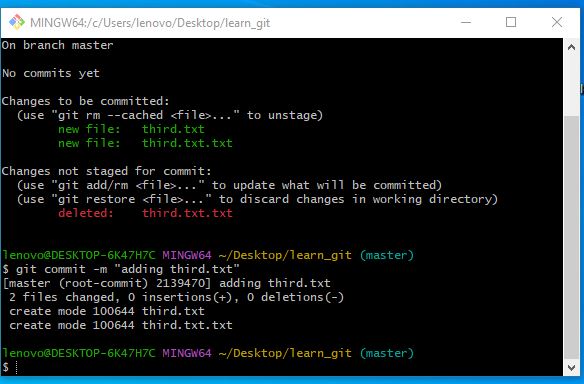 MINGW64:/c/Users/lenovo/Desktop/learn_git
On branch master
No commits yet
Changes to be committed:
(use "git rm --cached <file>..." to unstage)
new file: third.txt
new file: third.txt.txt
Changes not staged for commit:
(use "git add/rm <file>..." to update what will be committed)
(use "git restore <file>..." to discard changes in working directory)
deleted: third.txt.txt
lenovo@DESKTOP-6K47H7C MINGW64 ~/Desktop/learn_git (master)
$ git commit -m "adding third.txt"
[master (root-commit) 2139470] adding third.txt
2 files changed, 0 insertions(+), 0 deletions(-)
create mode 100644 third.txt
create mode 100644 third.txt.txt
lenovo@DESKTOP-6K47H7C MINGW64 ~/Desktop/learn_git (master)
$